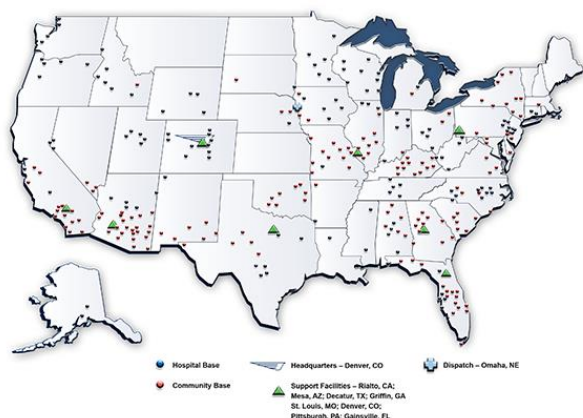 Hospital Base
Headquarters – Denver, CO
Dispatch – Omaha, NE
Community Base
Support Facilities – Rialto, CA;
Mesa, AZ; Decatur, TX; Griffin, GA
St. Louis, MO; Denver, CO;
Pittsburgh, PA; Gainsville, FL